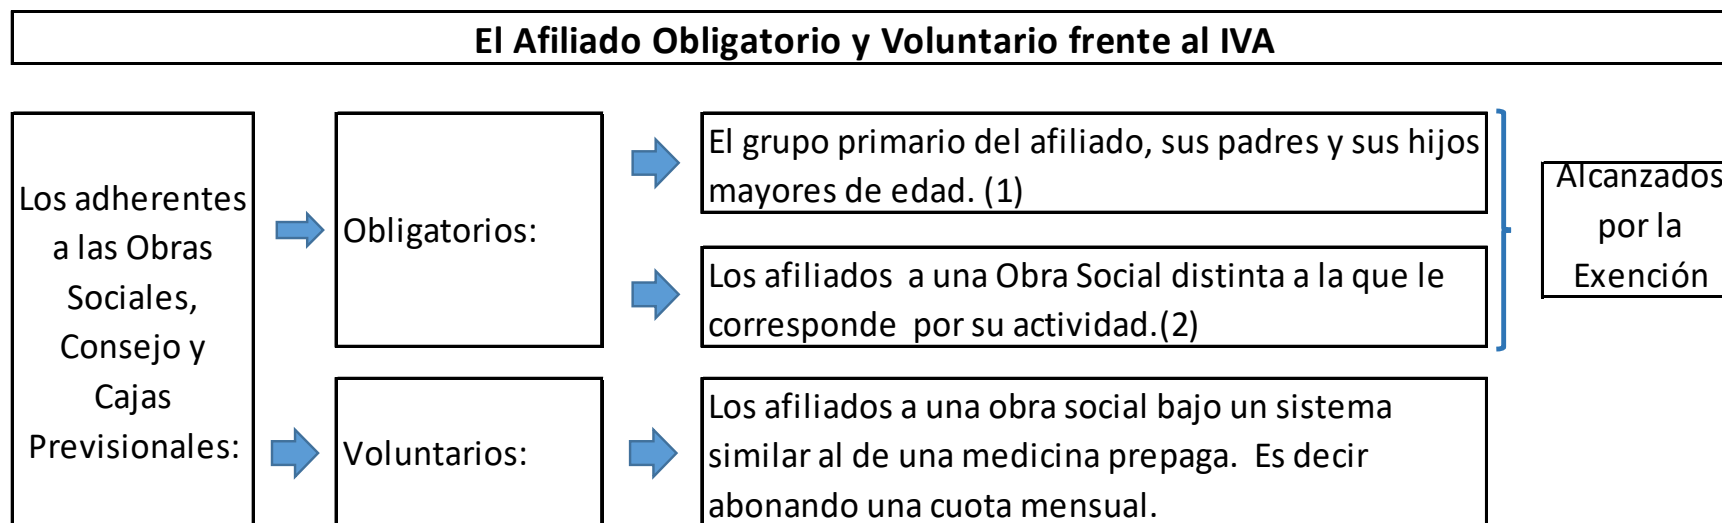 El Afiliado Obligatorio y Voluntario frente al IVA
Los adherentes
a las Obras
Sociales,
Consejo y
Cajas
Previsionales:
Obligatorios:
El grupo primario del afiliado, sus padres y sus hijos
mayores de edad. (1)
Los afiliados a una Obra Social distinta a la que le
corresponde por su actividad.(2)
Alcanzados
por la
Exención
Voluntarios:
Los afiliados a una obra social bajo un sistema
similar al de una medicina prepaga. Es decir
abonando una cuota mensual.